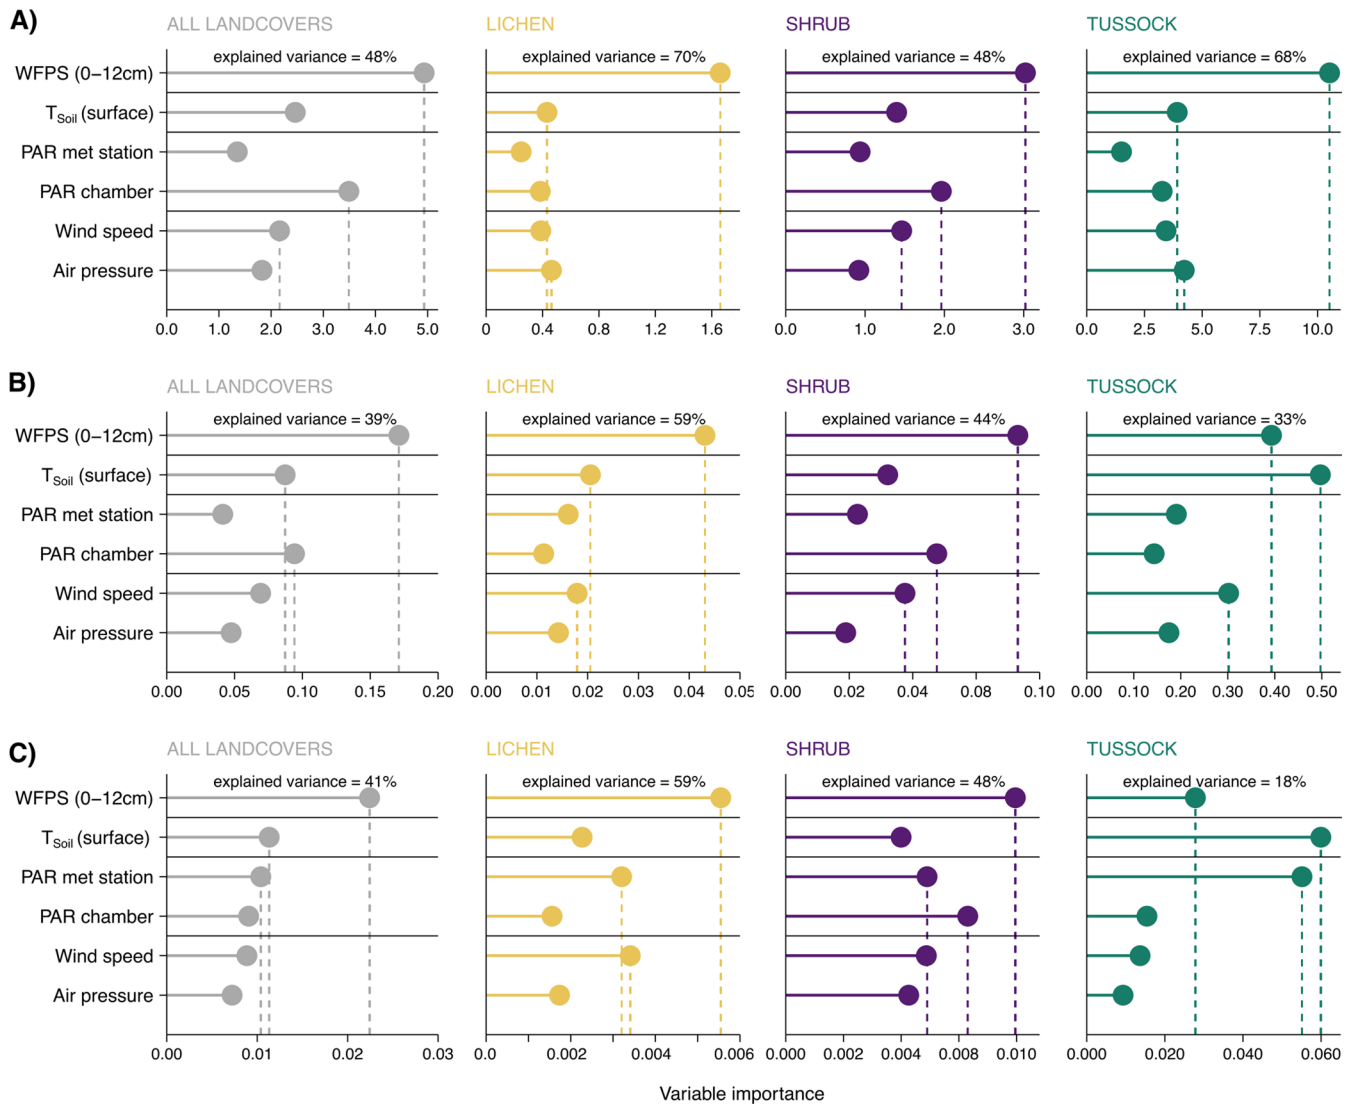 A)
ALL LANDCOVERS LICHEN SHRUB TUSSOCK
explained variance = 48% explained variance = 70% explained variance = 48% explained variance = 68%
WFPS (0–12cm)
TSoil (surface)
PAR met station
PAR chamber
Wind speed
Air pressure
0.0 1.0 2.0 3.0 4.0 5.0 0 0.4 0.8 1.2 1.6 0.0 1.0 2.0 3.0 0.0 2.5 5.0 7.5 10.0
B)
ALL LANDCOVERS LICHEN SHRUB TUSSOCK
explained variance = 39% explained variance = 59% explained variance = 44% explained variance = 33%
WFPS (0–12cm)
TSoil (surface)
PAR met station
PAR chamber
Wind speed
Air pressure
0.00 0.05 0.10 0.15 0.20 0.00 0.01 0.02 0.03 0.04 0.05 0.00 0.02 0.04 0.08 0.10 0.00 0.10 0.20 0.30 0.40 0.50
C)
ALL LANDCOVERS LICHEN SHRUB TUSSOCK
explained variance = 41% explained variance = 59% explained variance = 48% explained variance = 18%
WFPS (0–12cm)
TSoil (surface)
PAR met station
PAR chamber
Wind speed
Air pressure
0.00 0.01 0.02 0.03 0.0 0.002 0.004 0.006 0.000 0.002 0.004 0.008 0.010 0.000 0.020 0.040 0.060
Variable importance